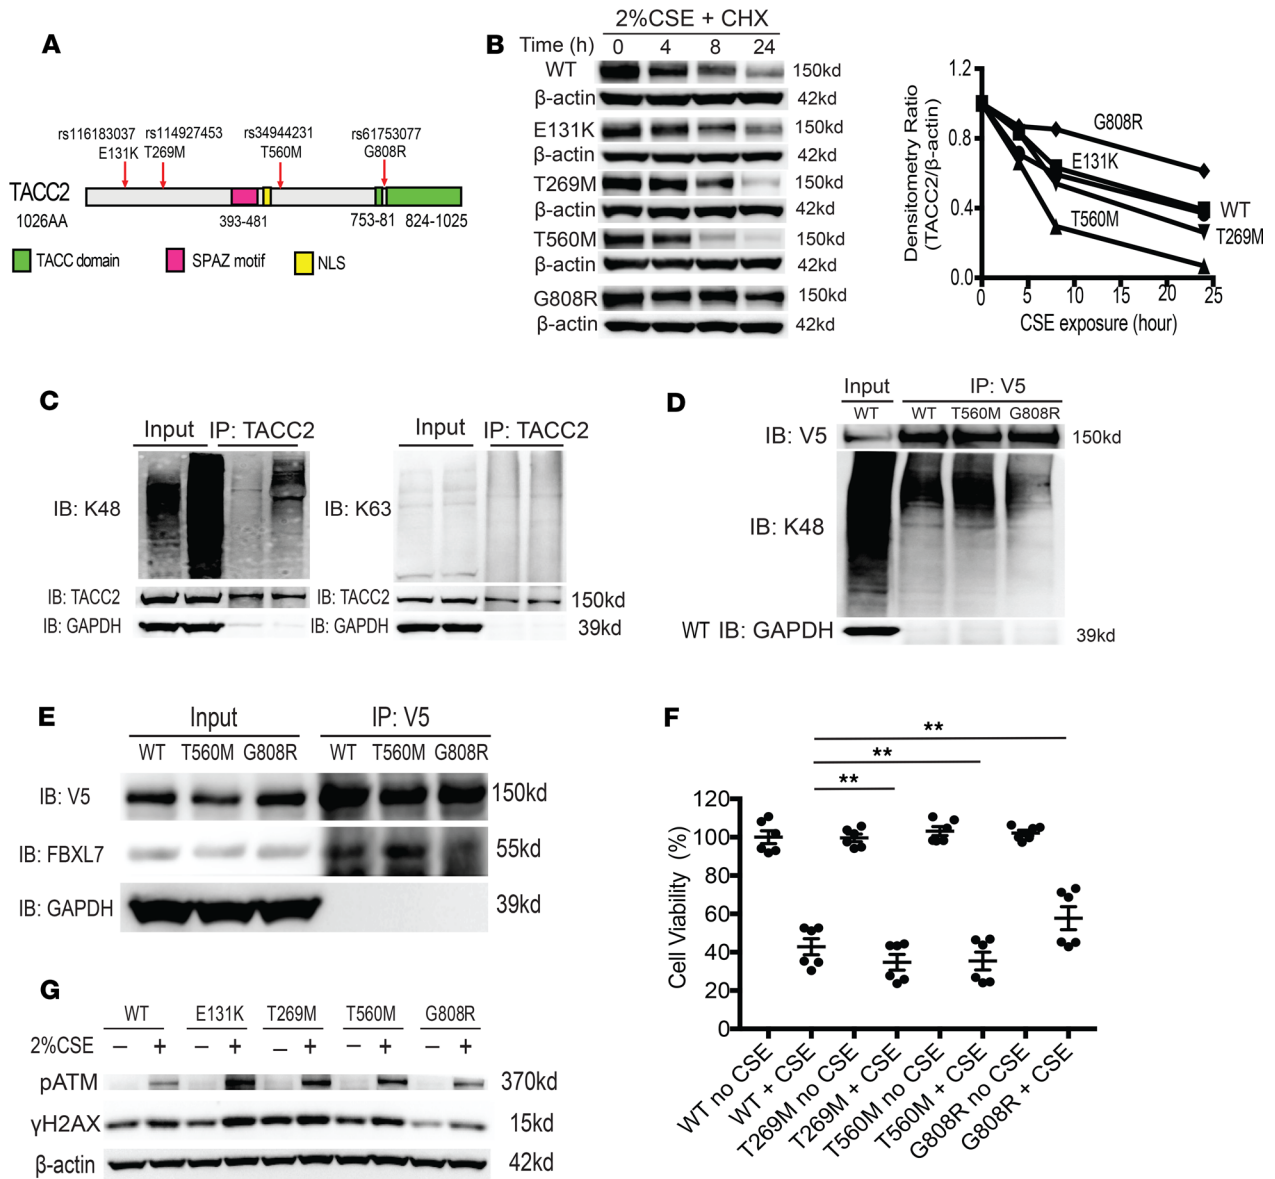 A
rs116183037 rs114927453 rs34944231 rs61753077
E131K T269M T560M G808R
TACC2
1026AA 393-481 753-81 824-1025
TACC domain SPAZ motif NLS
B
2%CSE + CHX
Time (h) 0 4 8 24
WT 150kd
β-actin 42kd
E131K 150kd
β-actin 42kd
T269M 150kd
β-actin 42kd
T560M 150kd
β-actin 42kd
G808R 150kd
β-actin 42kd
Densitometry Ratio
(TACC2/β-actin)
1.2
0.8
0.4
0.0
0 5 10 15 20 25
CSE exposure (hour)
G808R
E131K
T560M
WT
T269M
C
Input IP: TACC2
IB: K48
IB: TACC2
IB: GAPDH
Input IP: TACC2
IB: K63
IB: TACC2 150kd
IB: GAPDH 39kd
D
Input IP: V5
WT WT T560M G808R
IB: V5 150kd
IB: K48
WT IB: GAPDH 39kd
E
Input IP: V5
WT T560M G808R WT T560M G808R
IB: V5 150kd
IB: FBXL7 55kd
IB: GAPDH 39kd
F
**
**
**
Cell Viability (%)
120
100
80
60
40
20
0
WT no CSE
WT + CSE
T269M no CSE
T269M + CSE
T560M no CSE
T560M + CSE
G808R no CSE
G808R + CSE
G
WT E131K T269M T560M G808R
2%CSE − + − + − + − + − +
pATM 370kd
γH2AX 15kd
β-actin 42kd